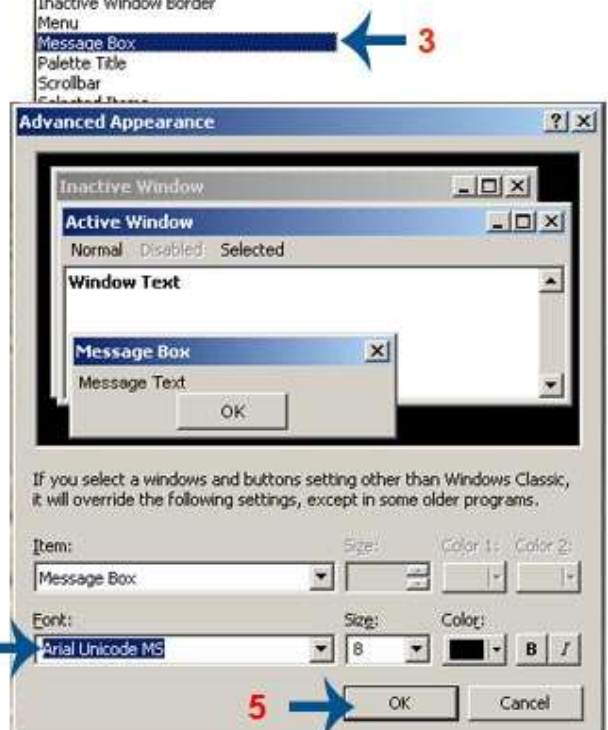 Inactive Window Border
Menu
Message Box
3
Palette Title
Scrollbar
Selected Items
Advanced Appearance
Inactive Window
Active Window
Normal Disabled Selected
Window Text
Message Box
Message Text
OK
If you select a windows and buttons setting other than Windows Classic,
it will override the following settings, except in some older programs.
Item: Size: Color 1: Color 2:
Message Box
Font: Size: Color:
Arial Unicode MS 8 B I
5 OK Cancel